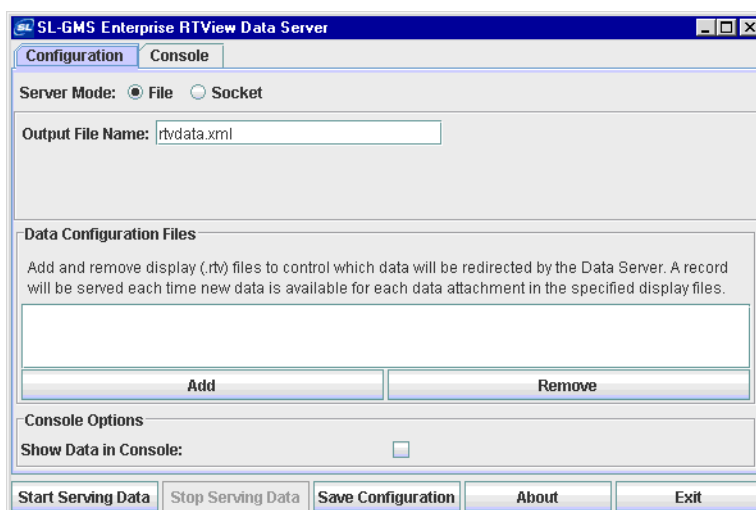 SL SL-GMS Enterprise RTView Data Server
Configuration Console
Server Mode: File Socket
Output File Name: rtvdata.xml
Data Configuration Files
Add and remove display (.rtv) files to control which data will be redirected by the Data Server. A record
will be served each time new data is available for each data attachment in the specified display files.
Add Remove
Console Options
Show Data in Console:
Start Serving Data Stop Serving Data Save Configuration About Exit